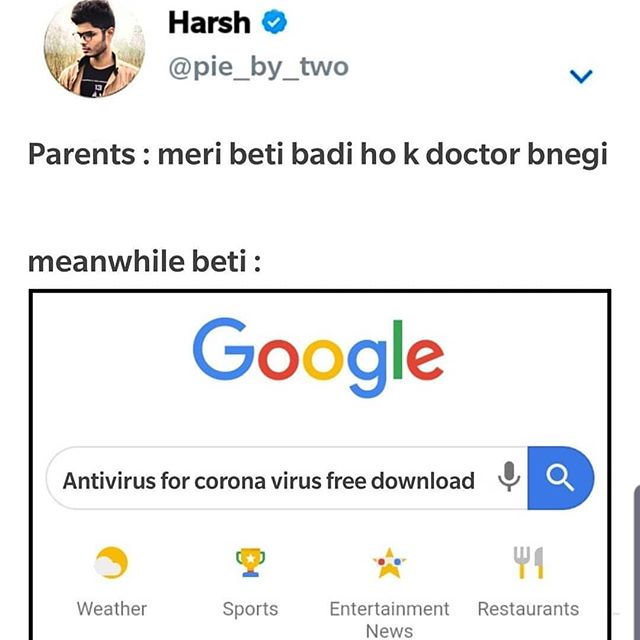 Harsh
@pie_by_two
Parents : meri beti badi ho k doctor bnegi
meanwhile beti :
Google
Antivirus for corona virus free download
Weather
Sports
Entertainment
News
Restaurants